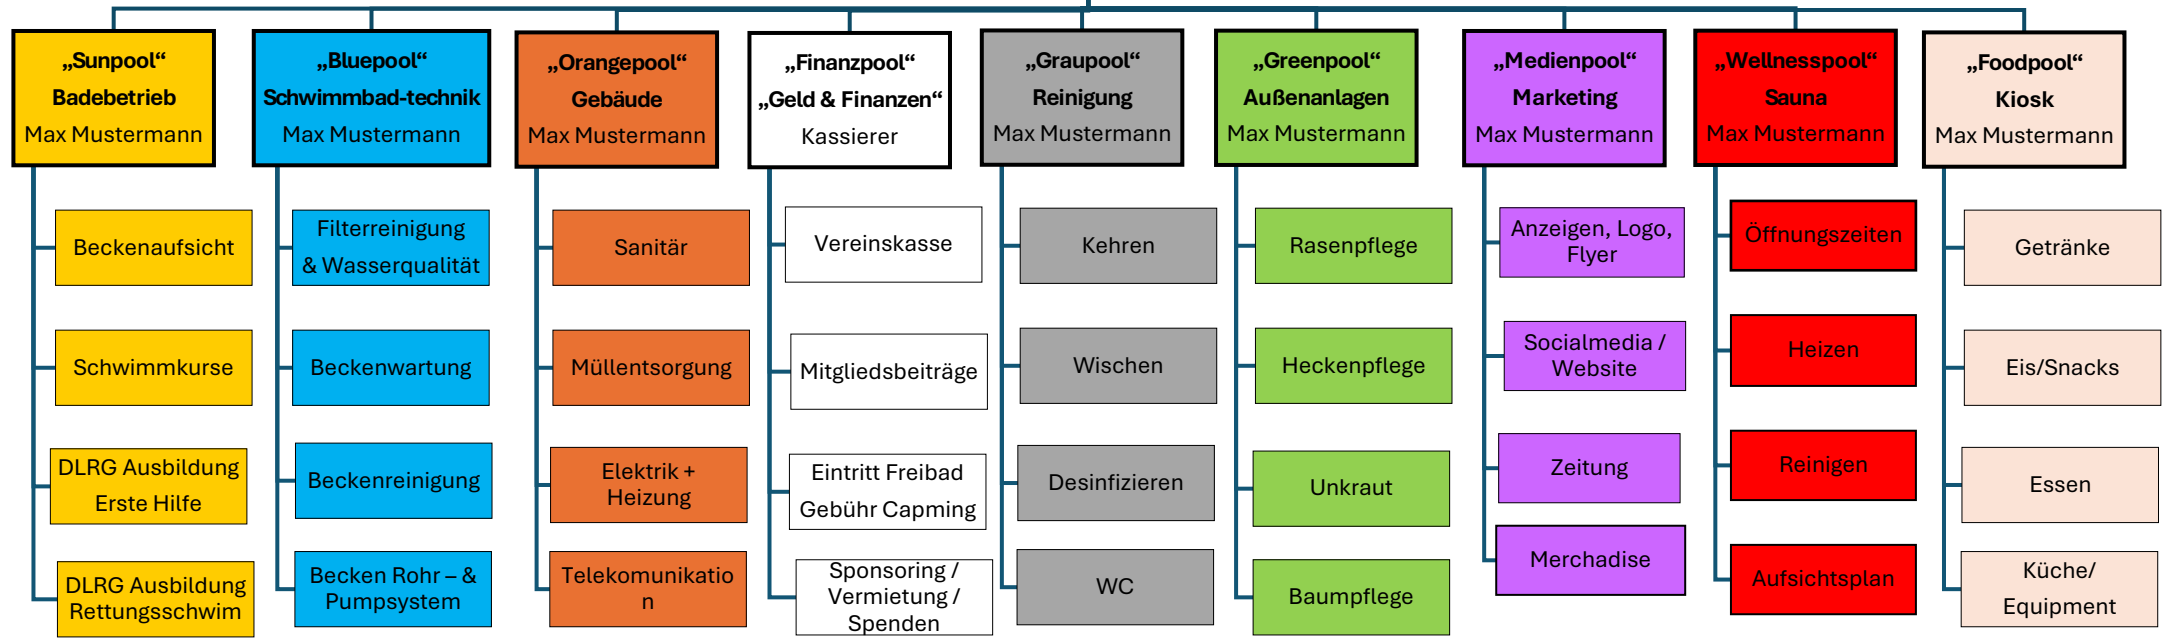 „Sunpool“
Badebetrieb
Max Mustermann
„Bluepool“
Schwimmbad-technik
Max Mustermann
„Orangepool“
Gebäude
Max Mustermann
„Finanzpool“
„Geld & Finanzen“
Kassierer
„Graupool“
Reinigung
Max Mustermann
„Greenpool“
Außenanlagen
Max Mustermann
„Medienpool“
Marketing
Max Mustermann
„Wellnesspool“
Sauna
Max Mustermann
„Foodpool“
Kiosk
Max Mustermann
Beckenaufsicht
Schwimmkurse
DLRG Ausbildung
Erste Hilfe
DLRG Ausbildung
Rettungsschwim
Filterreinigung
& Wasserqualität
Beckenwartung
Beckenreinigung
Becken Rohr – &
Pumpsystem
Sanitär
Müllentsorgung
Elektrik +
Heizung
Telekomunikatio
n
Vereinskasse
Mitgliedsbeiträge
Eintritt Freibad
Gebühr Capming
Sponsoring /
Vermietung /
Spenden
Kehren
Wischen
Desinfizieren
WC
Rasenpflege
Heckenpflege
Unkraut
Baumpflege
Anzeigen, Logo,
Flyer
Socialmedia /
Website
Zeitung
Merchadise
Öffnungszeiten
Heizen
Reinigen
Aufsichtsplan
Getränke
Eis/Snacks
Essen
Küche/
Equipment